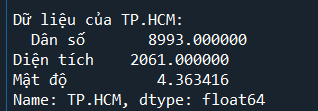 Dữ liệu của TP.HCM:
Dân số 8993.000000
Diện tích 2061.000000
Mật độ 4.363416
Name: TP.HCM, dtype: float64